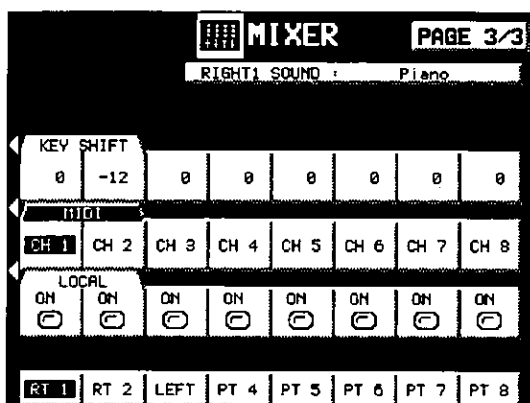 MIXER PAGE 3/3
RIGHT1 SOUND : Piano
KEY SHIFT
0 -12 0 0 0 0 0 0
MIDI
CH 1 CH 2 CH 3 CH 4 CH 5 CH 6 CH 7 CH 8
LOCAL
ON ON ON ON ON ON ON ON
RT 1 RT 2 LEFT PT 4 PT 5 PT 6 PT 7 PT 8